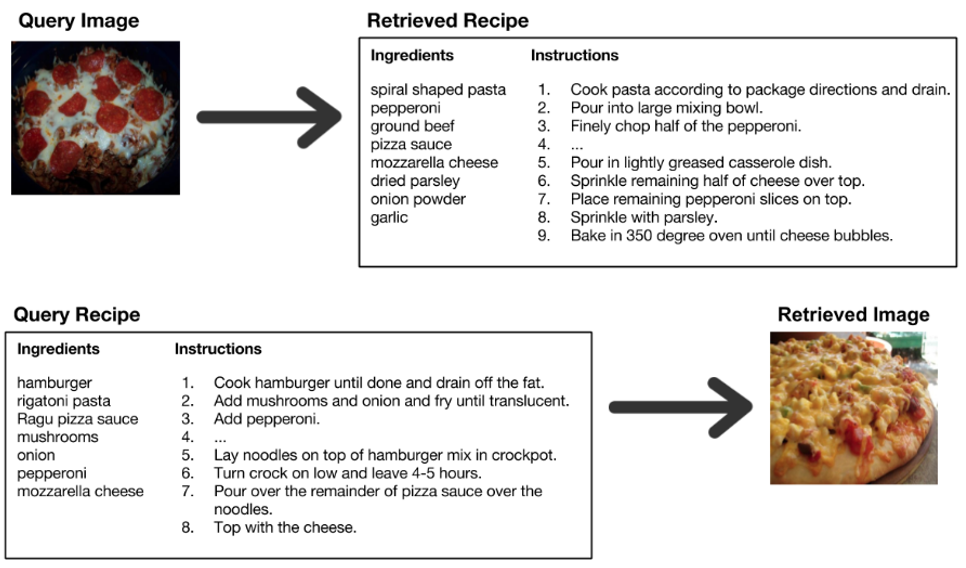 Query Image
Retrieved Recipe
Ingredients
spiral shaped pasta
pepperoni
ground beef
pizza sauce
mozzarella cheese
dried parsley
onion powder
garlic
Instructions
1. Cook pasta according to package directions and drain.
2. Pour into large mixing bowl.
3. Finely chop half of the pepperoni.
4. ...
5. Pour in lightly greased casserole dish.
6. Sprinkle remaining half of cheese over top.
7. Place remaining pepperoni slices on top.
8. Sprinkle with parsley.
9. Bake in 350 degree oven until cheese bubbles.
Query Recipe
Ingredients
hamburger
rigatoni pasta
Ragu pizza sauce
mushrooms
onion
pepperoni
mozzarella cheese
Instructions
1. Cook hamburger until done and drain off the fat.
2. Add mushrooms and onion and fry until translucent.
3. Add pepperoni.
4. ...
5. Lay noodles on top of hamburger mix in crockpot.
6. Turn crock on low and leave 4-5 hours.
7. Pour over the remainder of pizza sauce over the
noodles.
8. Top with the cheese.
Retrieved Image